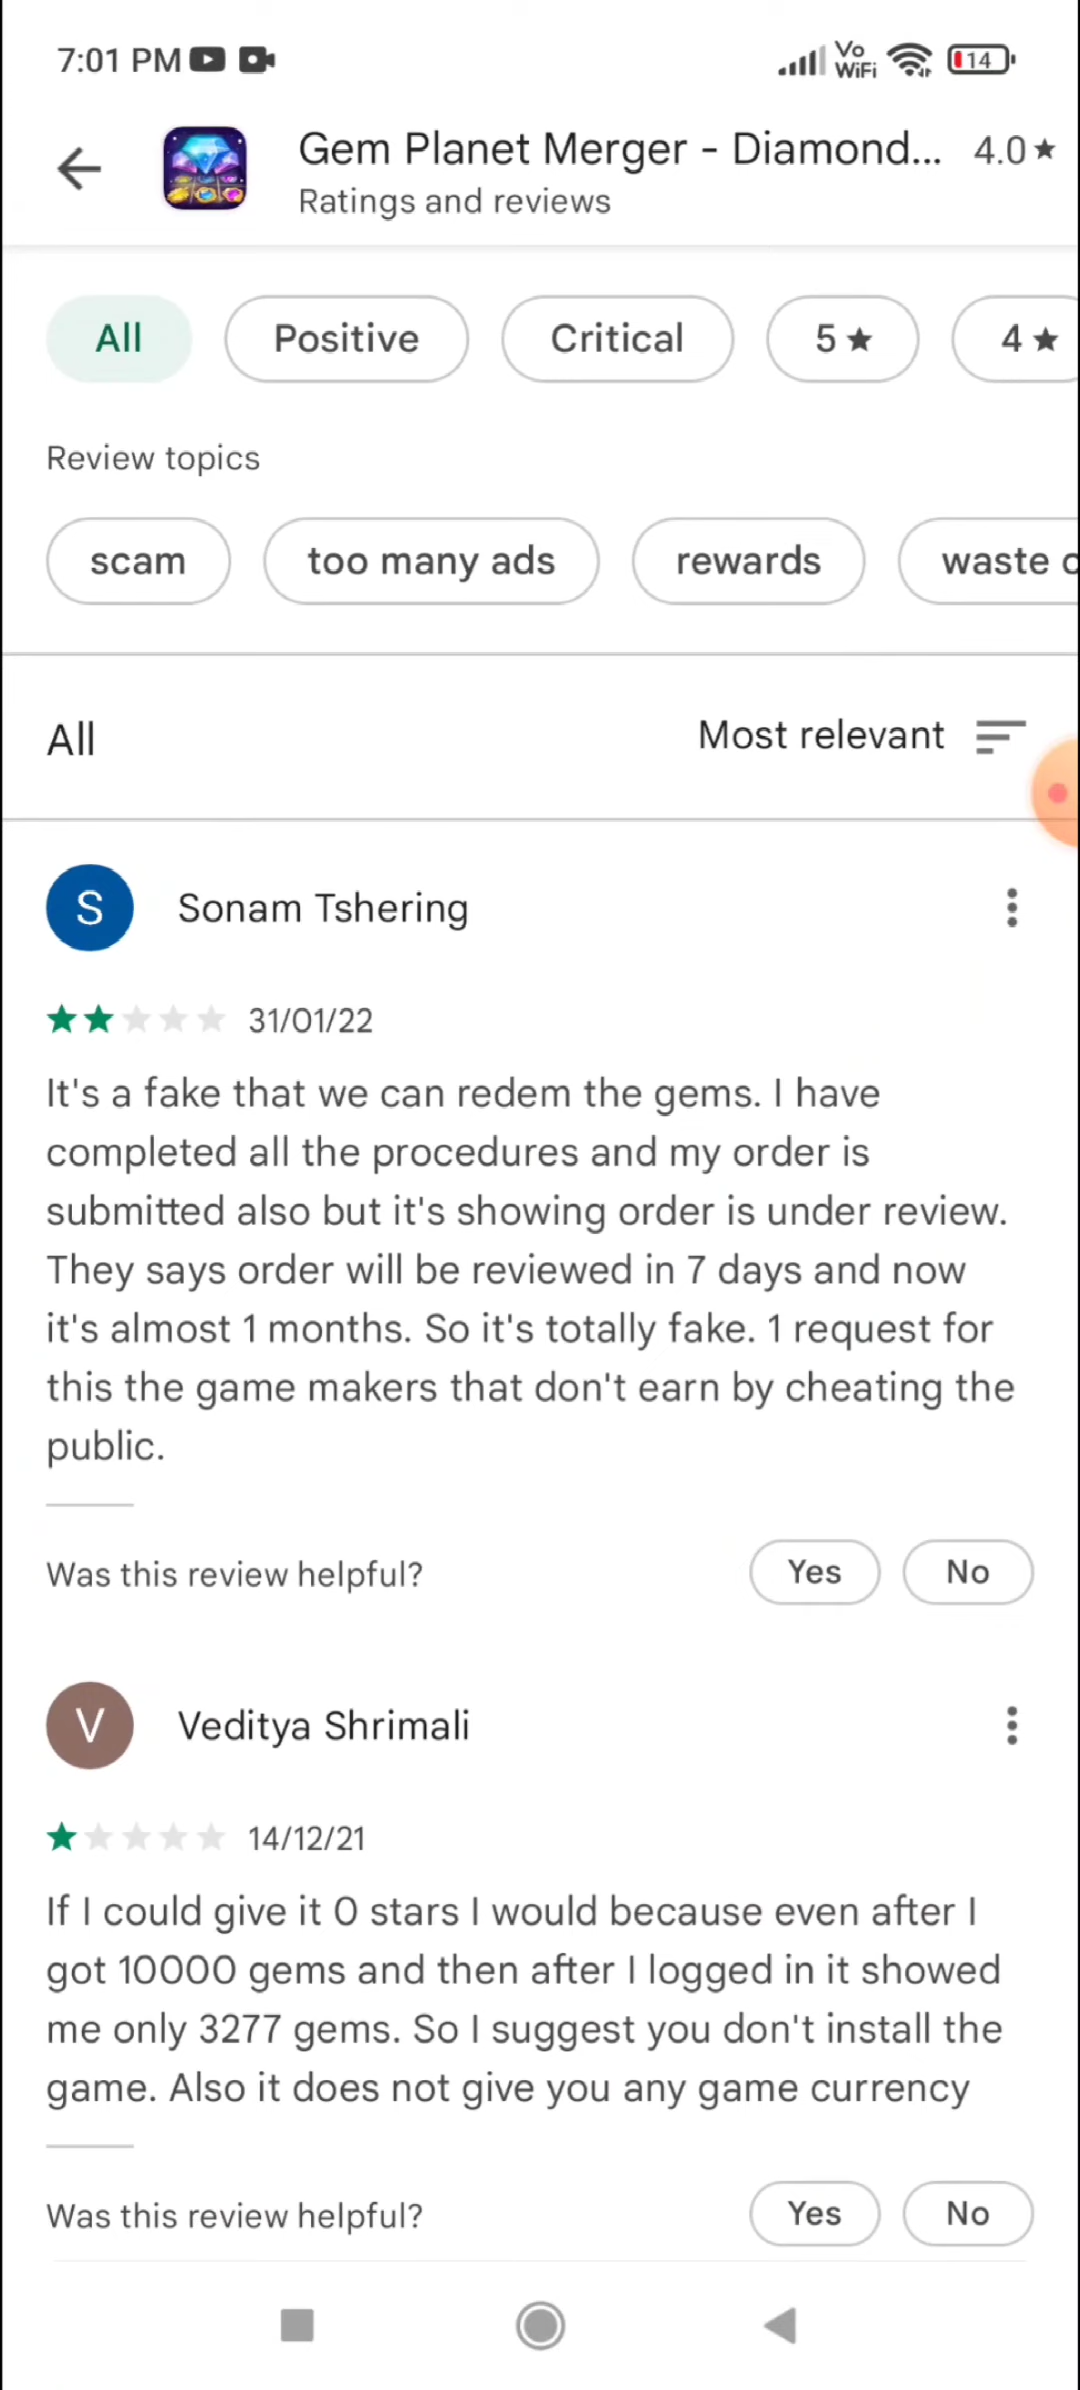 7:01 PM
Vo
WiFi
14
Gem Planet Merger - Diamond... 4.0★
Ratings and reviews
All Positive Critical 5★ 4★
Review topics
scam too many ads rewards waste
All Most relevant
S Sonam Tshering
31/01/22
It's a fake that we can redem the gems. I have
completed all the procedures and my order is
submitted also but it's showing order is under review.
They says order will be reviewed in 7 days and now
it's almost 1 months. So it's totally fake. 1 request for
this the game makers that don't earn by cheating the
public.
Was this review helpful? Yes No
V Veditya Shrimali
14/12/21
If I could give it 0 stars I would because even after I
got 10000 gems and then after I logged in it showed
me only 3277 gems. So I suggest you don't install the
game. Also it does not give you any game currency
Was this review helpful? Yes No